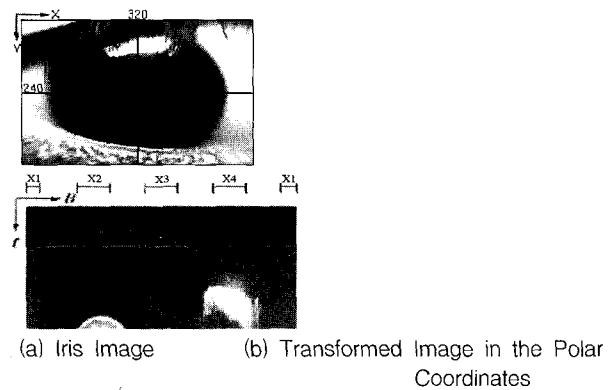 X 320
Y
240
X1 X2 X3 X4 X1
θ
r
(a) Iris Image (b) Transformed Image in the Polar
Coordinates